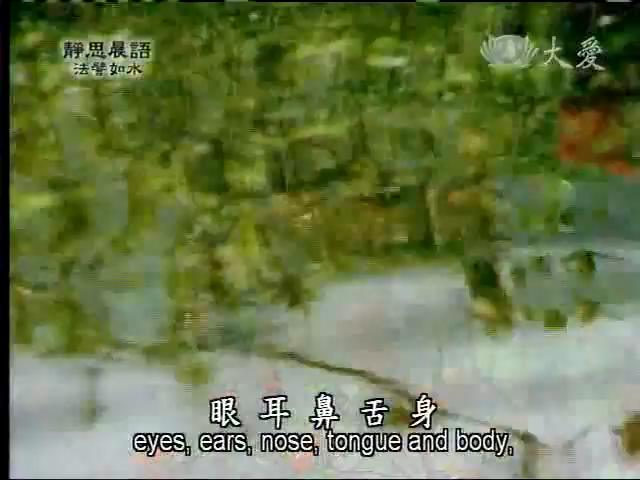 靜思晨語
法譬如水
大愛
眼耳鼻舌身
eyes, ears, nose, tongue and body,